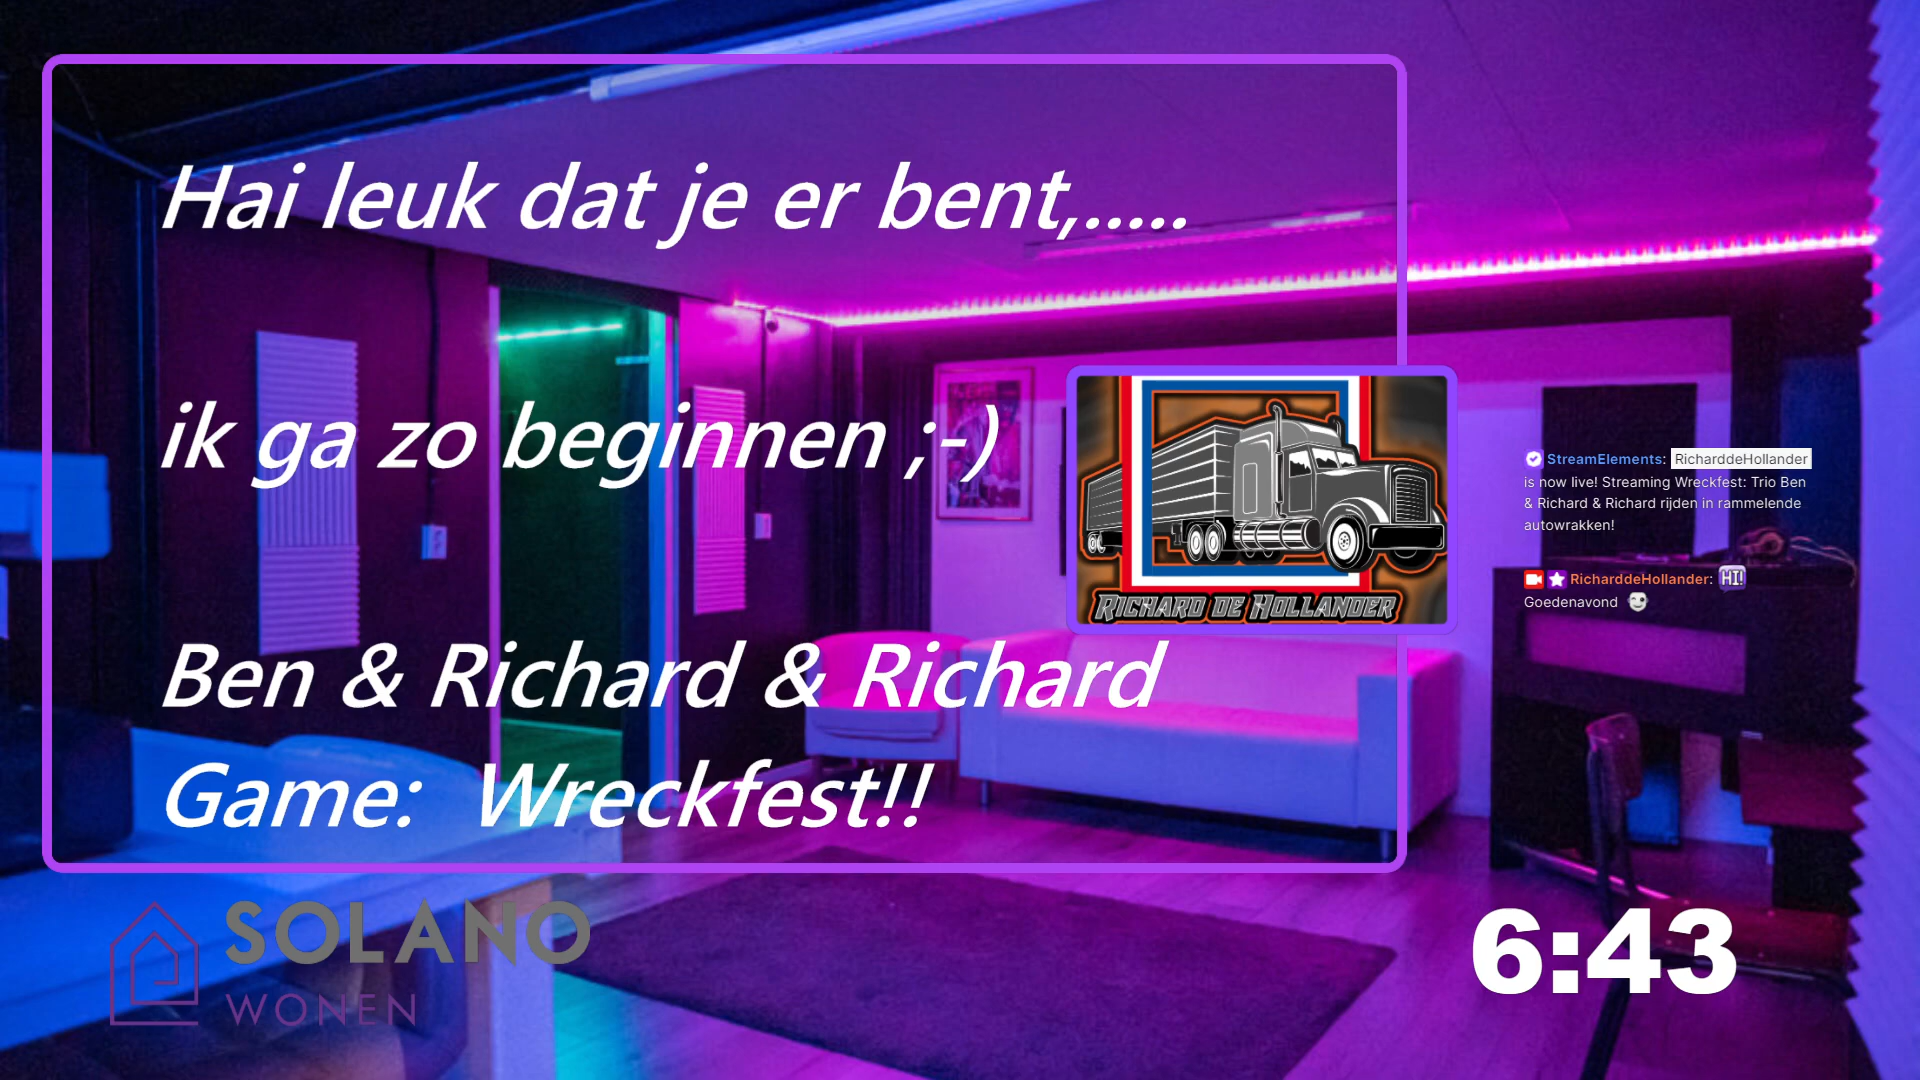 Hai leuk dat je er bent,.....
ik ga zo beginnen ;-)
Ben & Richard & Richard
Game: Wreckfest!!
RICHARD DE HOLLANDER
StreamElements: RicharddeHollander
is now live! Streaming Wreckfest: Trio Ben
& Richard & Richard rijden in rammelende
autowrakken!
RicharddeHollander: HI!
Goedenavond
SOLANO
WONEN
6:43